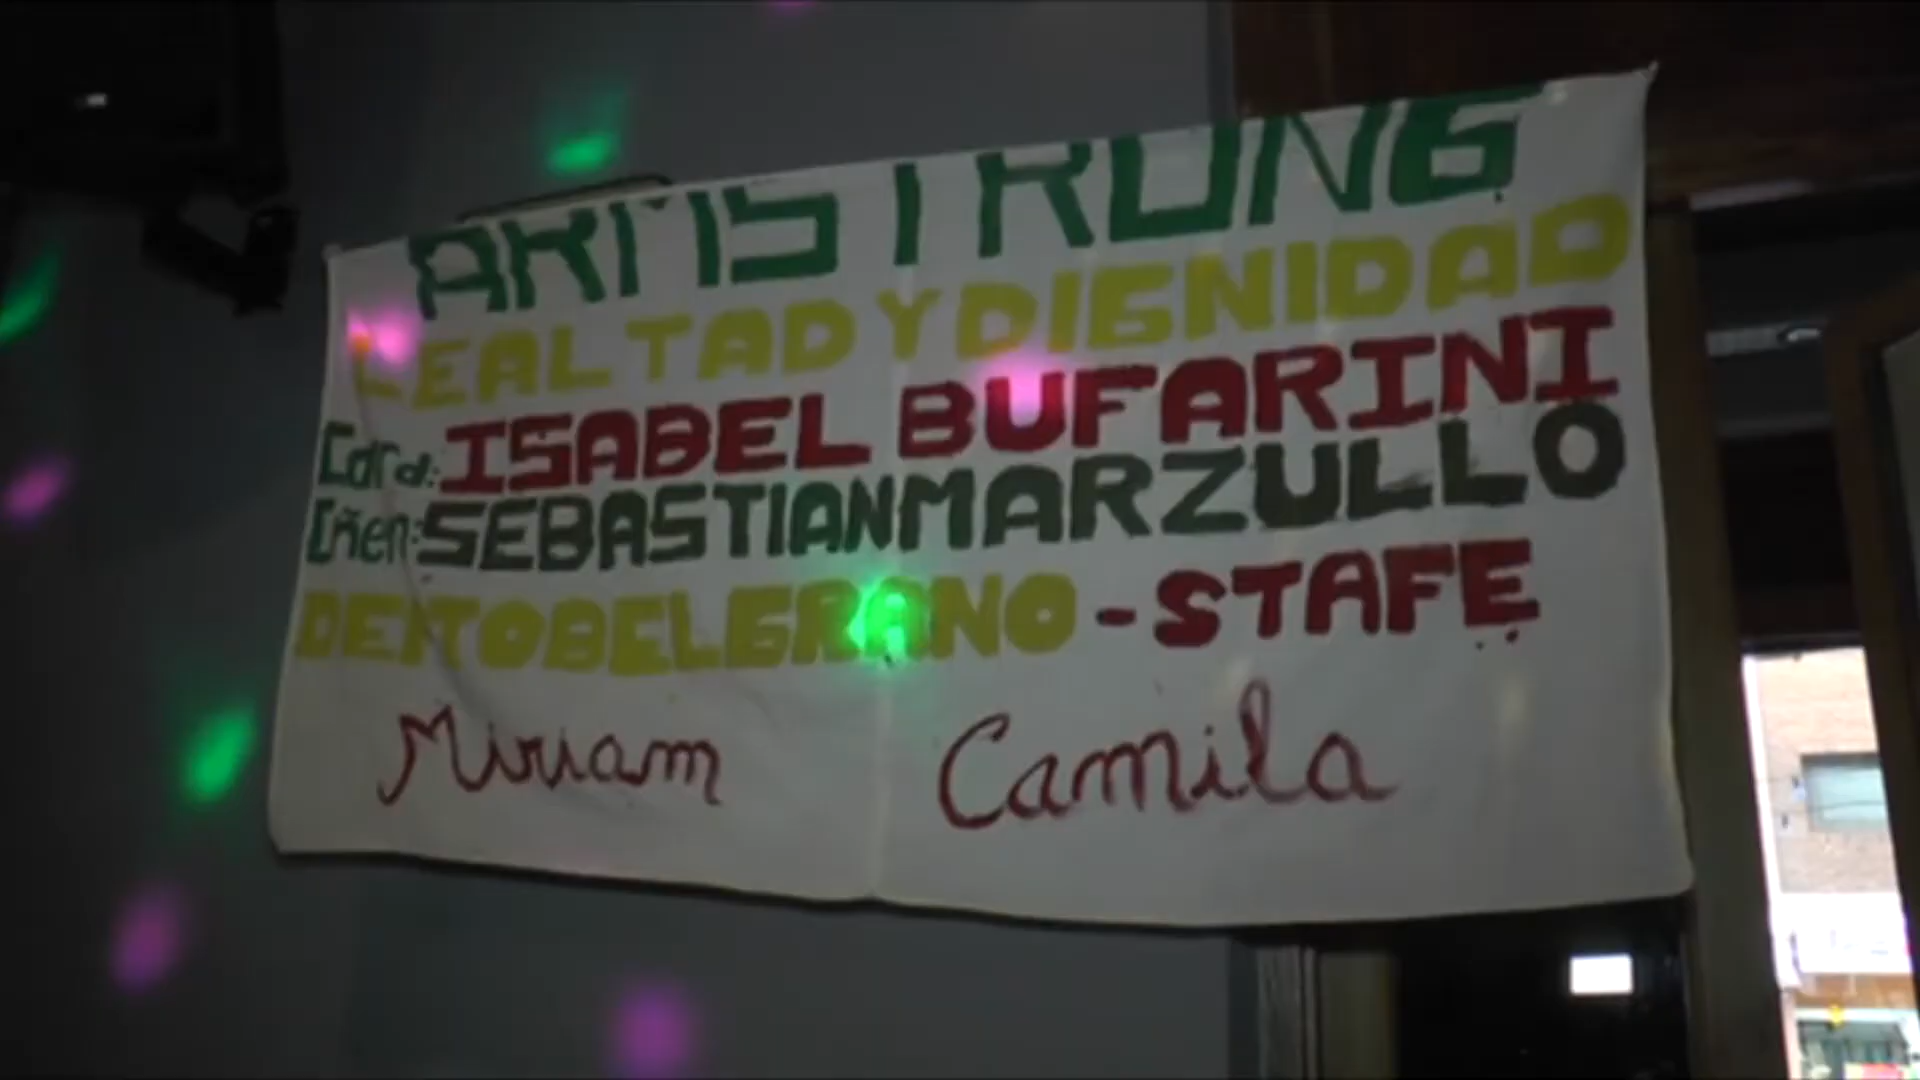 ARMSTRONG
LEALTAD Y DIGNIDAD
Cord: ISABEL BUFARINI
Cñen: SEBASTIAN MARZULLO
DEPTO BELGRANO - STAFE
Miriam Camila